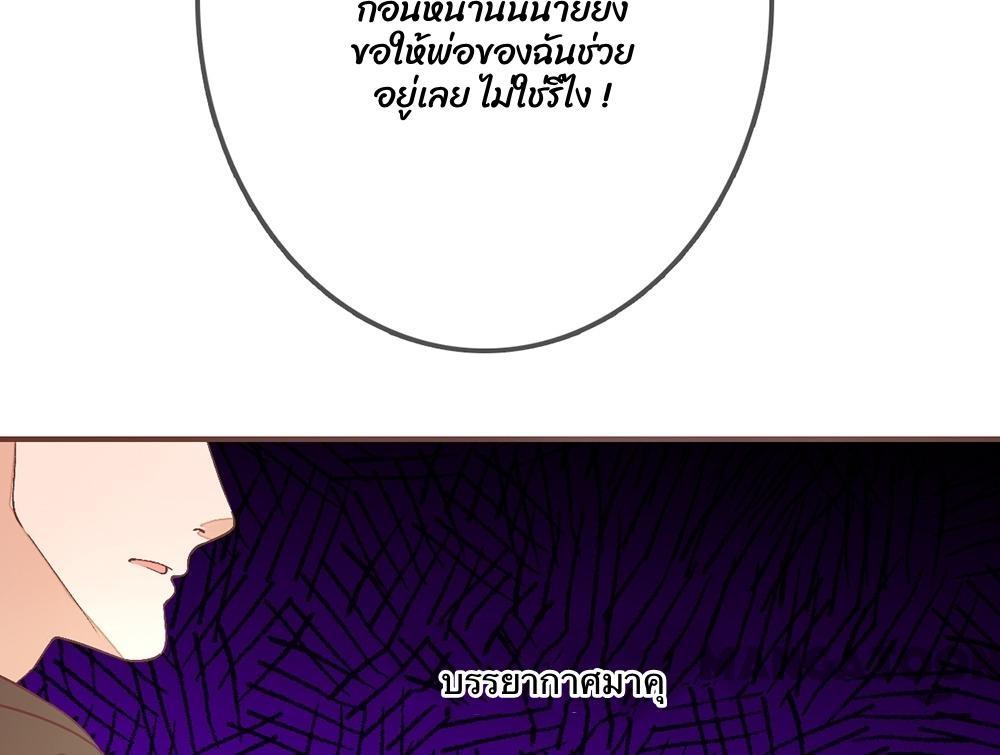 ก่อนหน้านั้นนายยัง
ขอให้พ่อของฉันช่วย
อยู่เลย ไม่ใช่รึไง !
บรรยากาศมาคุ